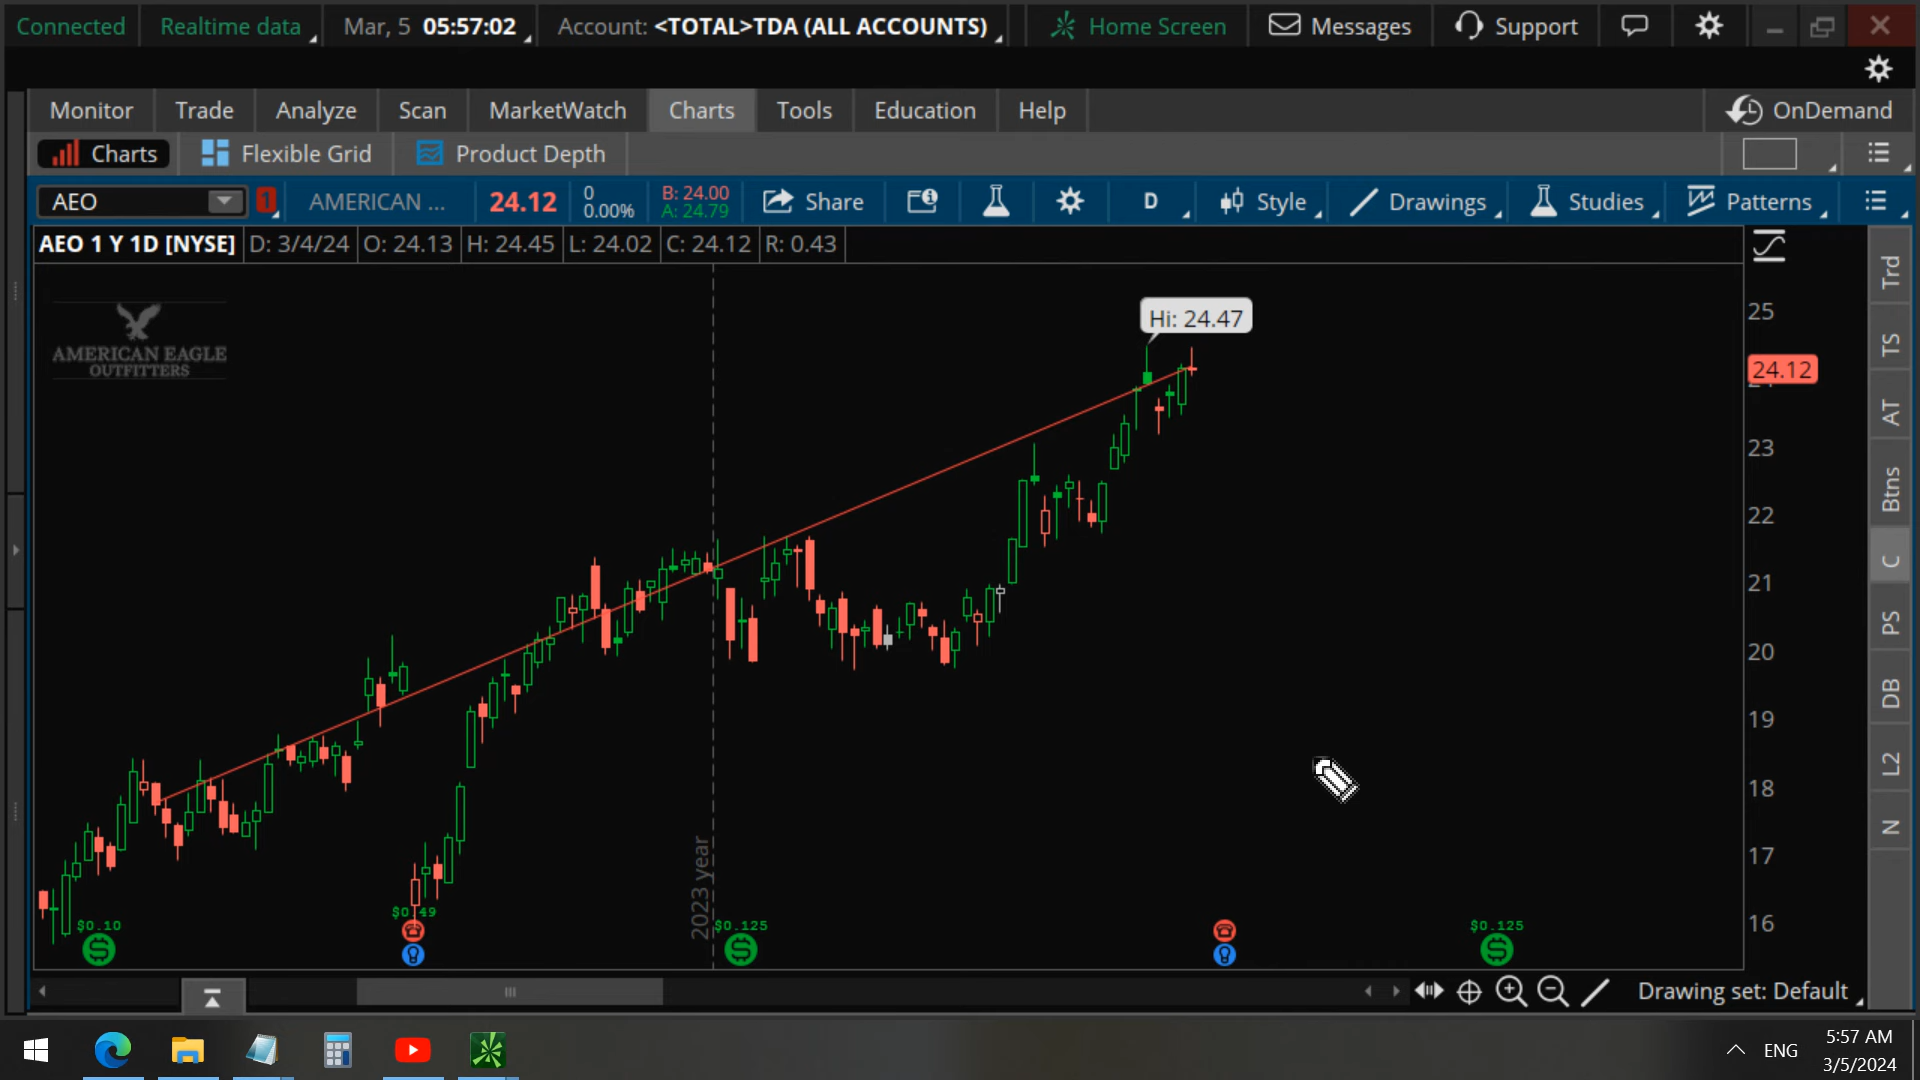 Connected Realtime data Mar, 5 05:57:02 Account: <TOTAL>TDA (ALL ACCOUNTS) Home Screen Messages Support
Monitor Trade Analyze Scan MarketWatch Charts Tools Education Help OnDemand
Charts Flexible Grid Product Depth
AEO 1 AMERICAN ... 24.12 0 0.00% B: 24.00 A: 24.79 Share D Style Drawings Studies Patterns
AEO 1 Y 1D [NYSE] D: 3/4/24 O: 24.13 H: 24.45 L: 24.02 C: 24.12 R: 0.43
AMERICAN EAGLE
OUTFITTERS
Hi: 24.47
25
24.12
23
22
21
20
19
18
17
16
Trd
TS
AT
Btns
C
PS
DB
L2
N
2023 year
$0.10 $0.49 $0.125 $0.125
Drawing set: Default
ENG
5:57 AM
3/5/2024